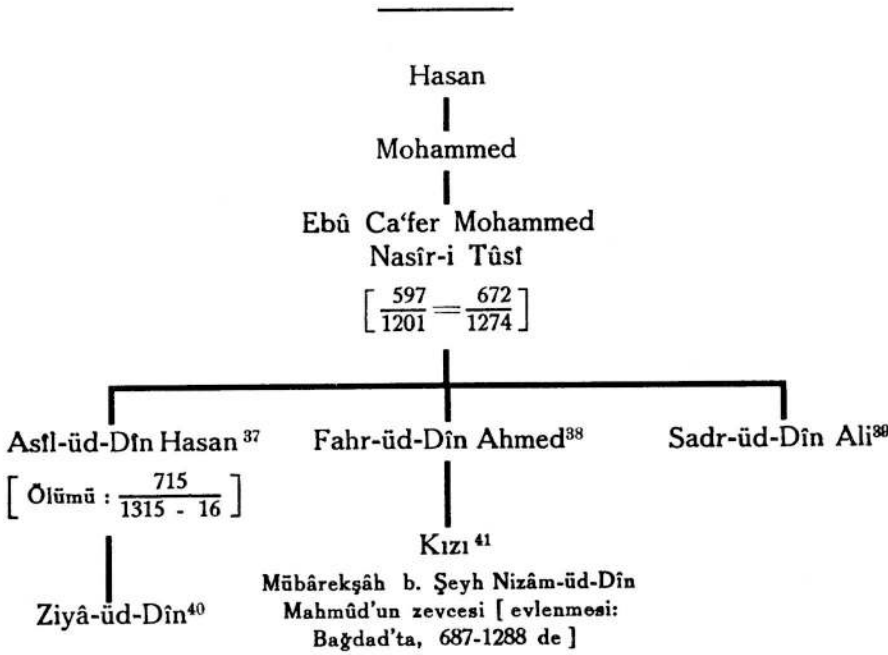 Hasan
Mohammed
Ebû Ca‘fer Mohammed
Nasîr-i Tûsî
[ 597/1201 = 672/1274 ]
Asîl-üd-Dîn Hasan 37
Fahr-üd-Dîn Ahmed38
Sadr-üd-Dîn Ali39
[ Ölümü : 715/1315 - 16 ]
Kızı 41
Mübârekşâh b. Şeyh Nizâm-üd-Dîn
Mahmûd'un zevcesi [ evlenmesi:
Bağdad'ta, 687-1288 de ]
Ziyâ-üd-Dîn40